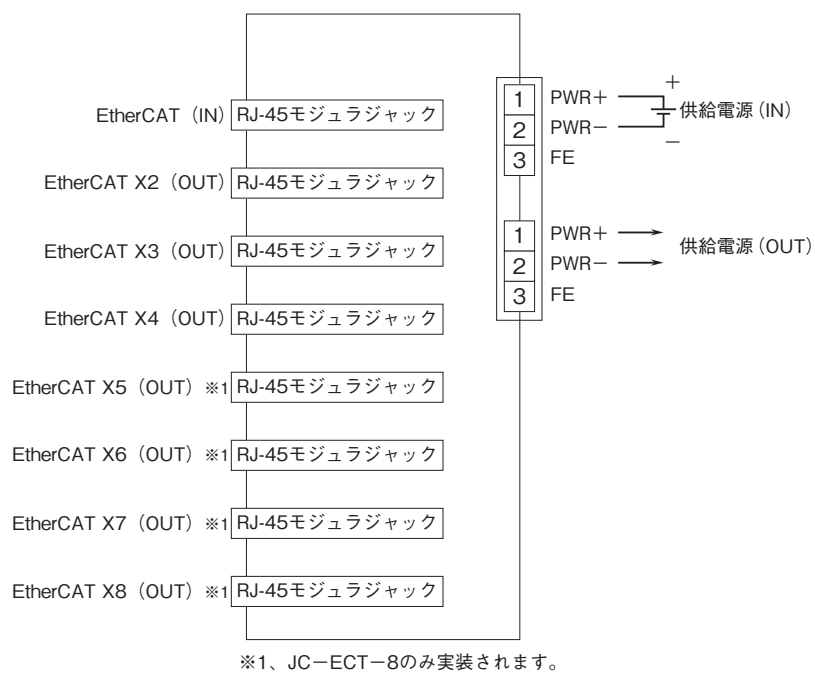 EtherCAT（IN） RJ-45モジュラジャック
EtherCAT X2（OUT） RJ-45モジュラジャック
EtherCAT X3（OUT） RJ-45モジュラジャック
EtherCAT X4（OUT） RJ-45モジュラジャック
EtherCAT X5（OUT）※1 RJ-45モジュラジャック
EtherCAT X6（OUT）※1 RJ-45モジュラジャック
EtherCAT X7（OUT）※1 RJ-45モジュラジャック
EtherCAT X8（OUT）※1 RJ-45モジュラジャック
1 PWR+
2 PWR−
3 FE
+
供給電源（IN）
−
1 PWR+
2 PWR−
3 FE
供給電源（OUT）
※1、JC−ECT−8のみ実装されます。